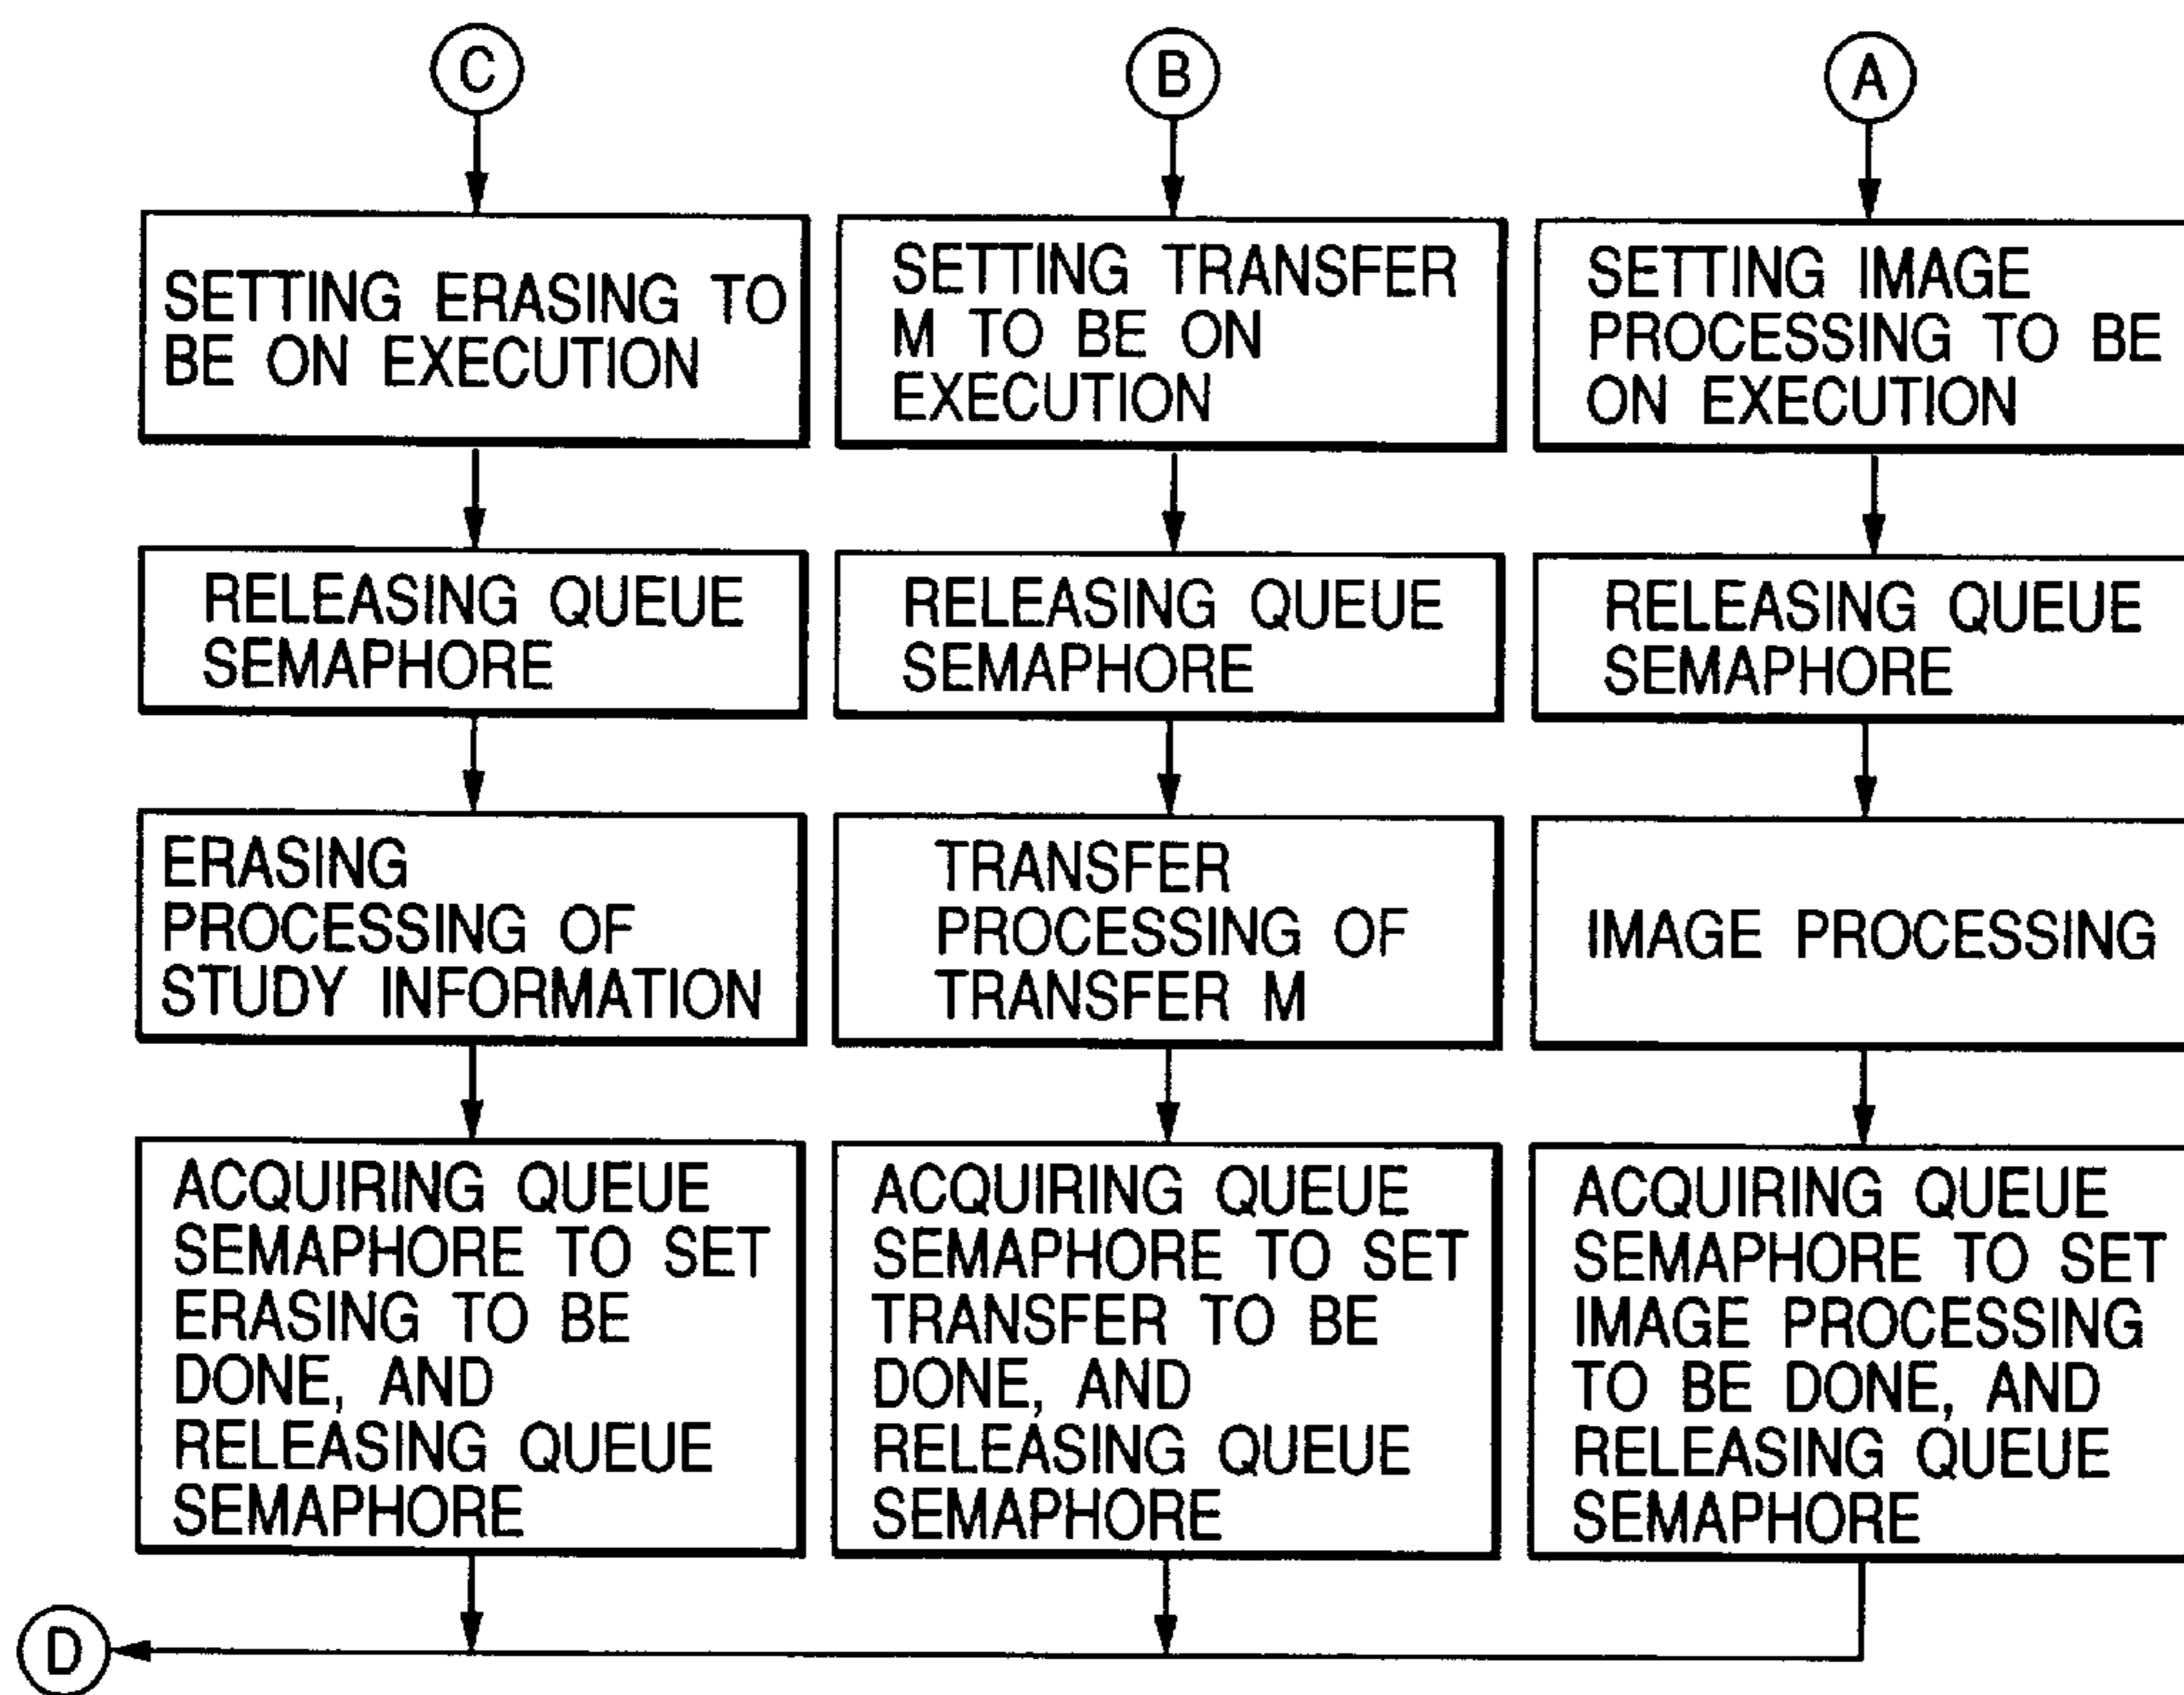 C
SETTING ERASING TO
BE ON EXECUTION
RELEASING QUEUE
SEMAPHORE
ERASING
PROCESSING OF
STUDY INFORMATION
ACQUIRING QUEUE
SEMAPHORE TO SET
ERASING TO BE
DONE, AND
RELEASING QUEUE
SEMAPHORE
B
SETTING TRANSFER
M TO BE ON
EXECUTION
RELEASING QUEUE
SEMAPHORE
TRANSFER
PROCESSING OF
TRANSFER M
ACQUIRING QUEUE
SEMAPHORE TO SET
TRANSFER TO BE
DONE, AND
RELEASING QUEUE
SEMAPHORE
A
SETTING IMAGE
PROCESSING TO BE
ON EXECUTION
RELEASING QUEUE
SEMAPHORE
IMAGE PROCESSING
ACQUIRING QUEUE
SEMAPHORE TO SET
IMAGE PROCESSING
TO BE DONE, AND
RELEASING QUEUE
SEMAPHORE
D